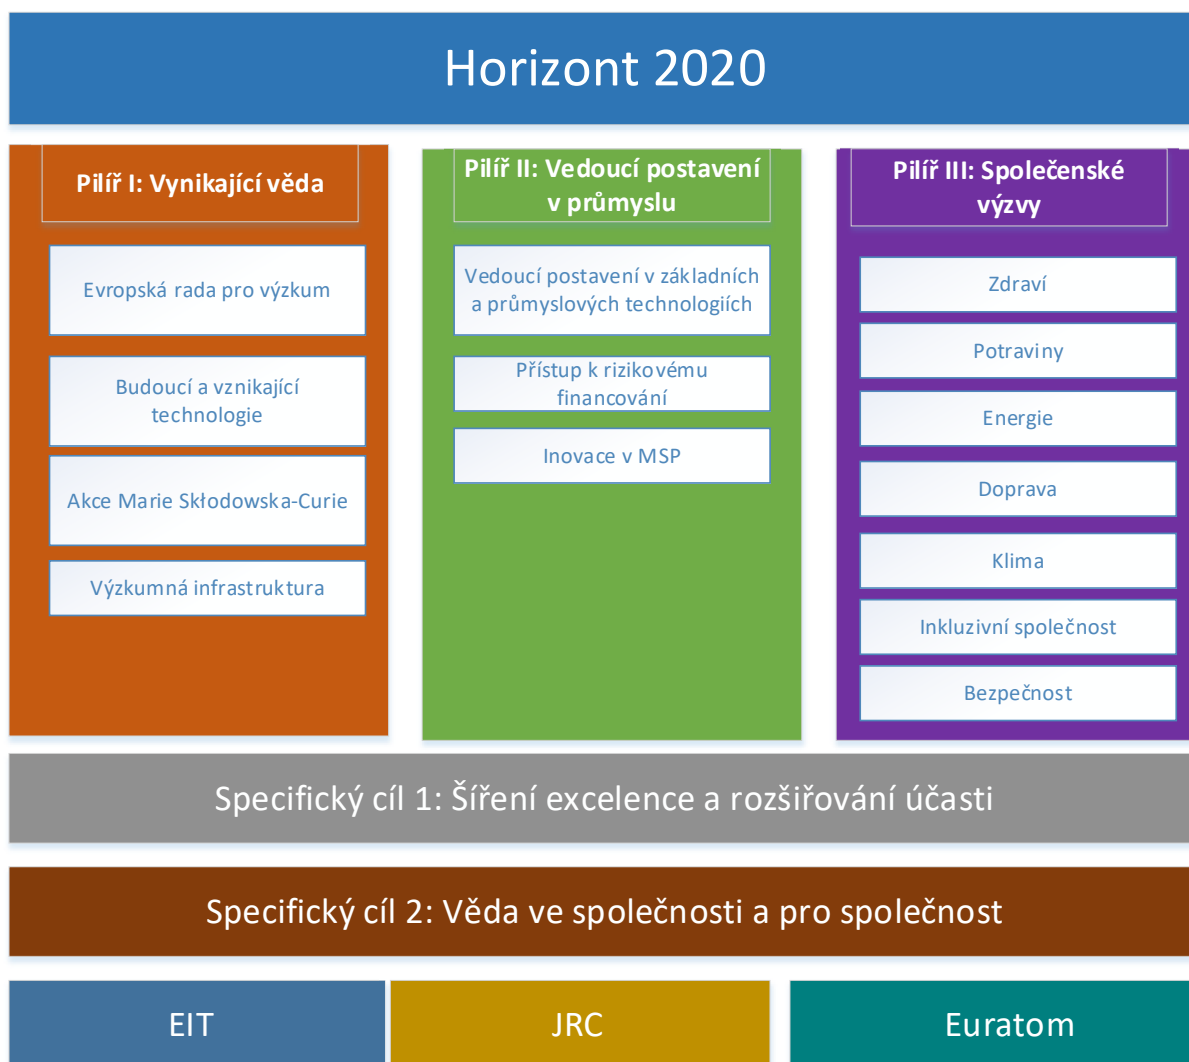 Horizont 2020
Pilíř I: Vynikající věda
Evropská rada pro výzkum
Budoucí a vznikající
technologie
Akce Marie Skłodowska-Curie
Výzkumná infrastruktura
Pilíř II: Vedoucí postavení
v průmyslu
Vedoucí postavení v základních
a průmyslových technologiích
Přístup k rizikovému
financování
Inovace v MSP
Pilíř III: Společenské
výzvy
Zdraví
Potraviny
Energie
Doprava
Klima
Inkluzivní společnost
Bezpečnost
Specifický cíl 1: Šíření excelence a rozšiřování účasti
Specifický cíl 2: Věda ve společnosti a pro společnost
EIT
JRC
Euratom